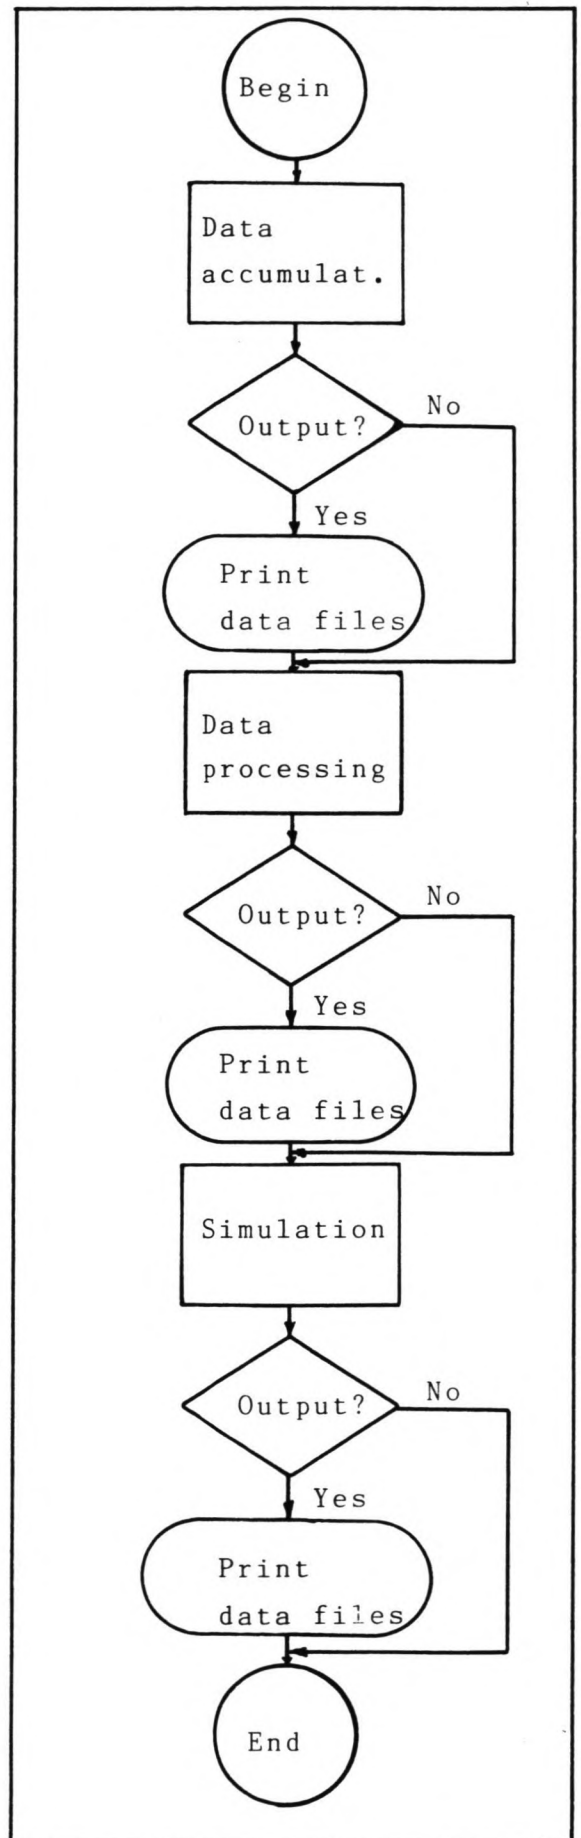 Begin
Data
accumulat.
Output?
No
Yes
Print
data files
Data
processing
Output?
No
Yes
Print
data files
Simulation
Output?
No
Yes
Print
data files
End